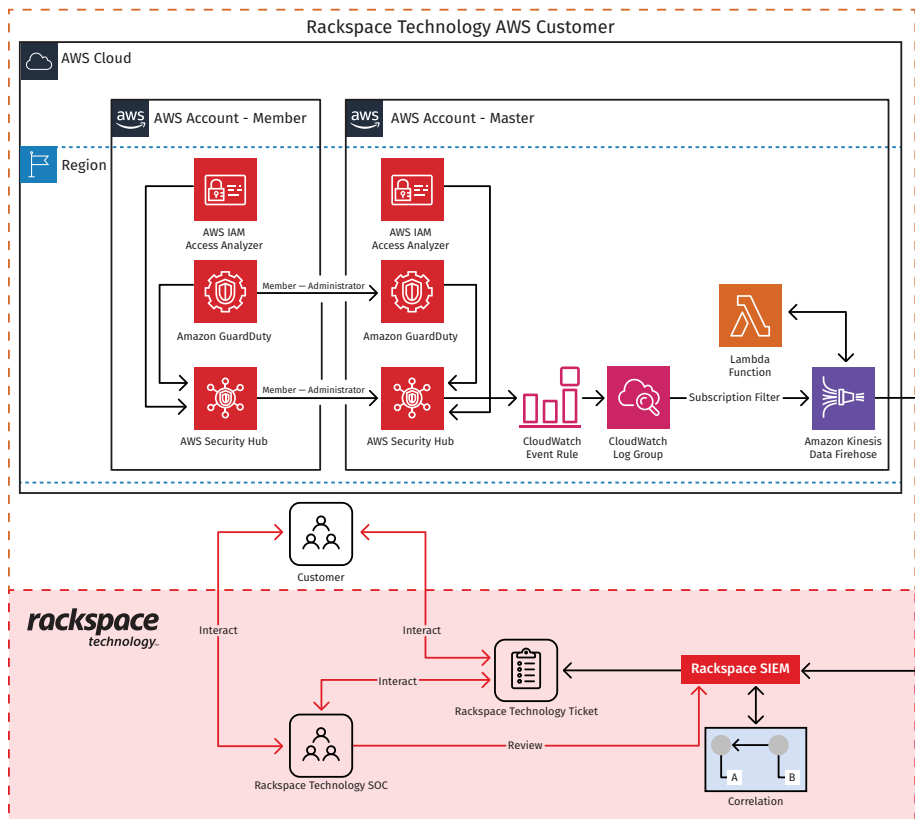 Rackspace Technology AWS Customer
AWS Cloud
aws
AWS Account - Member
aws
AWS Account - Master
Region
AWS IAM
Access Analyzer
AWS IAM
Access Analyzer
Member — Administrator
Amazon GuardDuty
Amazon GuardDuty
Lambda
Function
Member — Administrator
Subscription Filter
AWS Security Hub
AWS Security Hub
CloudWatch
Event Rule
CloudWatch
Log Group
Amazon Kinesis
Data Firehose
Customer
rackspace
technology™
Interact
Interact
Rackspace SIEM
Interact
Rackspace Technology Ticket
Review
A
B
Rackspace Technology SOC
Correlation